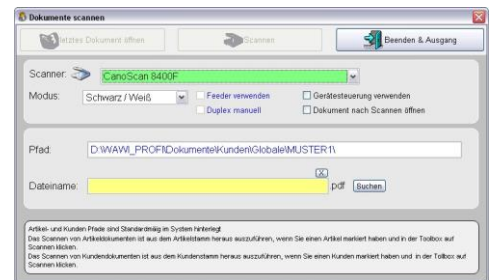 Dokumente scannen
letztes Dokument öffnen
Scannen
Beenden & Ausgang
Scanner:
CanoScan 8400F
Modus:
Schwarz / Weiß
Feeder verwenden
Gerätesteuerung verwenden
Duplex manuell
Dokument nach Scannen öffnen
Pfad:
D:\WAWI_PROFI\Dokumente\Kunden\Globale\MUSTER1\
X
Dateiname:
.pdf
Suchen
Artikel- und Kunden Pfade sind Standardmäßig im System hinterlegt
Das Scannen von Artikeldokumenten ist aus dem Artikelstamm heraus auszuführen, wenn Sie einen Artikel markiert haben und in der Toolbox auf
Scannen klicken.
Das Scannen von Kundendokumenten ist aus dem Kundenstamm heraus auszuführen, wenn Sie einen Kunden markiert haben und in der Toolbox auf
Scannen klicken.